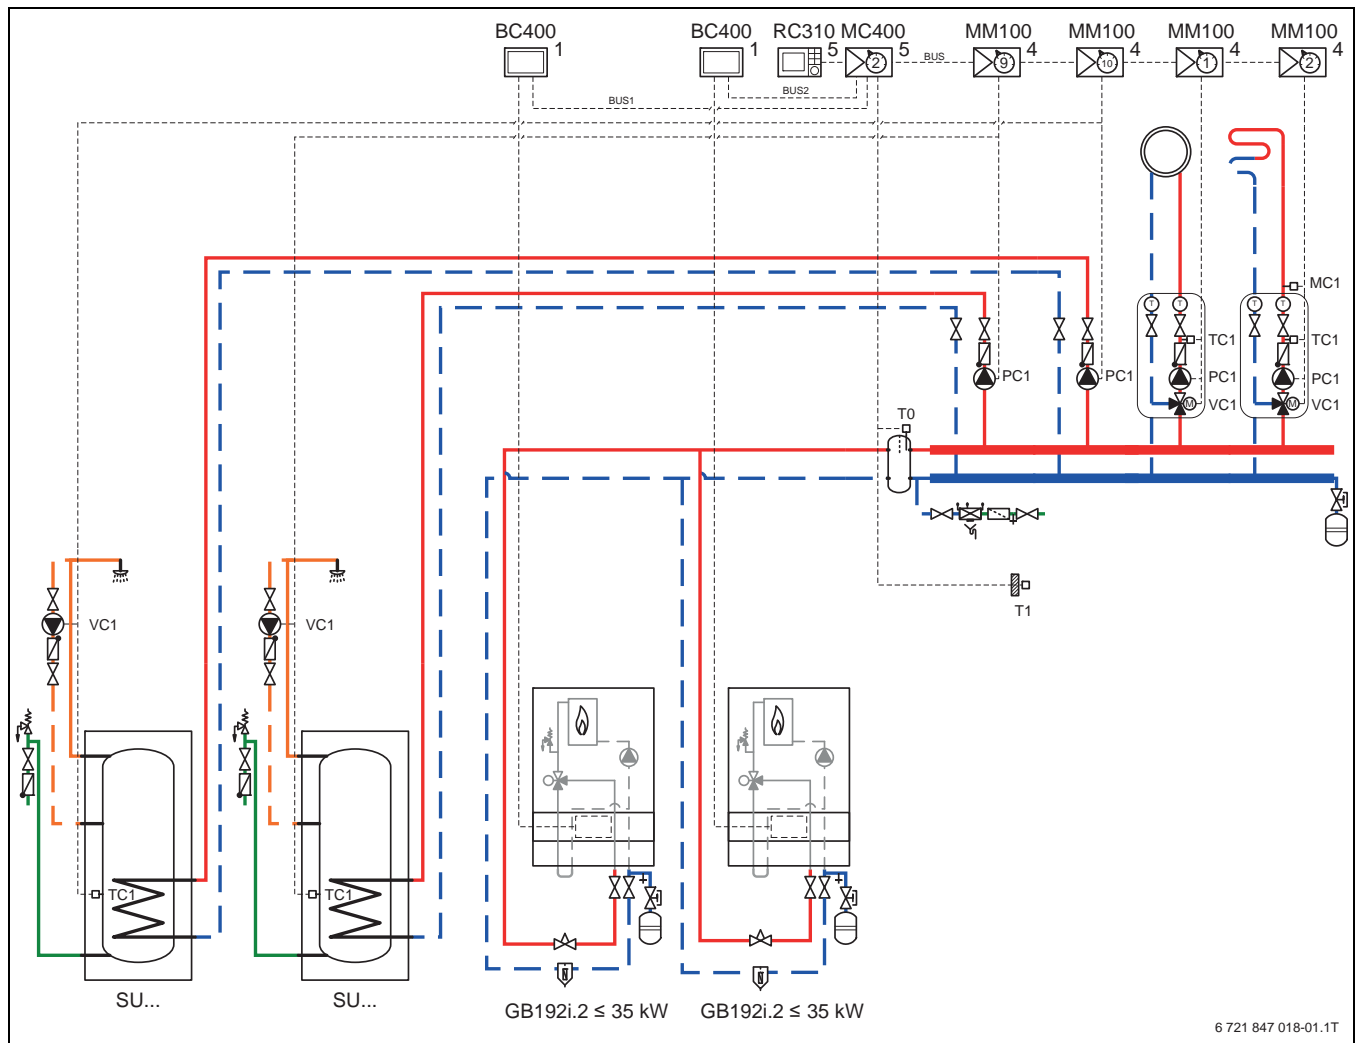 BC400 BC400 RC310 MC400 MM100 MM100 MM100 MM100
1 1 5 5 4 4 4 4
2 9 10 1 2
BUS
BUS2
BUS1
MC1
T T T T
TC1 TC1
PC1 PC1 PC1 PC1
M VC1 M VC1
T0
T1
VC1 VC1
TC1 TC1
SU... SU...
GB192i.2 ≤ 35 kW GB192i.2 ≤ 35 kW
6 721 847 018-01.1T